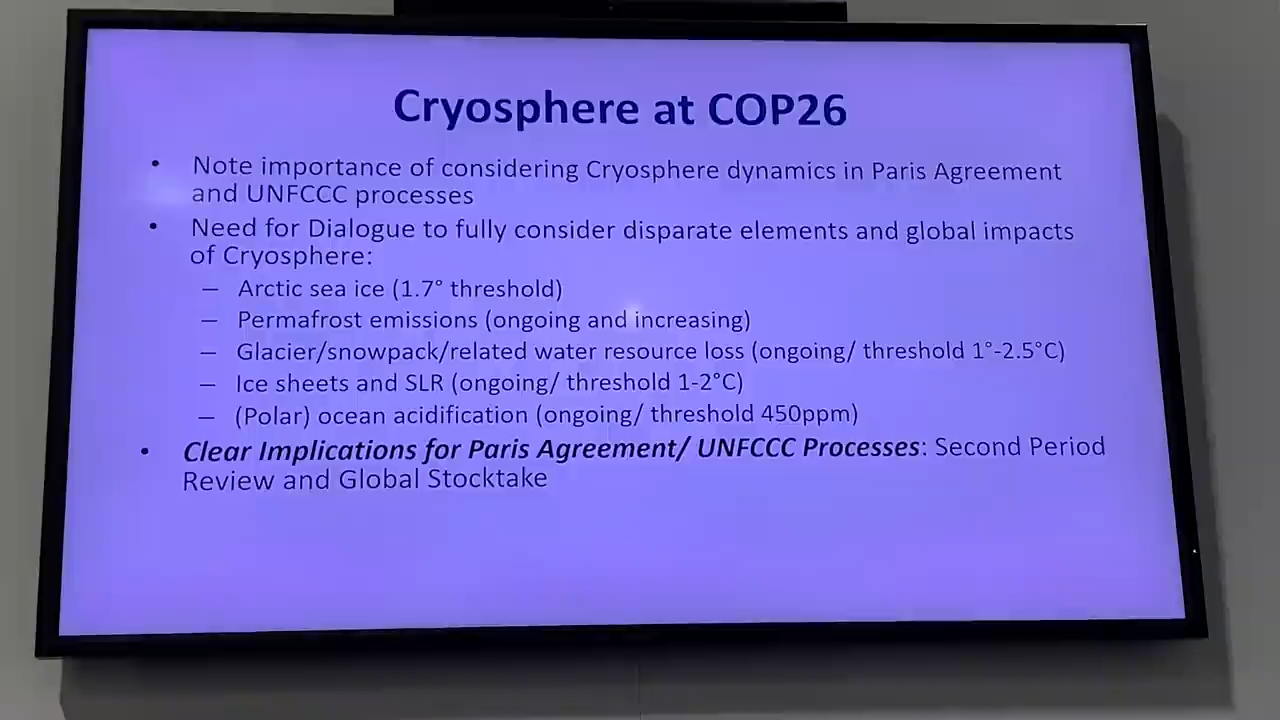 Cryosphere at COP26
• Note importance of considering Cryosphere dynamics in Paris Agreement
and UNFCCC processes
• Need for Dialogue to fully consider disparate elements and global impacts
of Cryosphere:
– Arctic sea ice (1.7° threshold)
– Permafrost emissions (ongoing and increasing)
– Glacier/snowpack/related water resource loss (ongoing/ threshold 1°-2.5°C)
– Ice sheets and SLR (ongoing/ threshold 1-2°C)
– (Polar) ocean acidification (ongoing/ threshold 450ppm)
• Clear Implications for Paris Agreement/ UNFCCC Processes: Second Period
Review and Global Stocktake